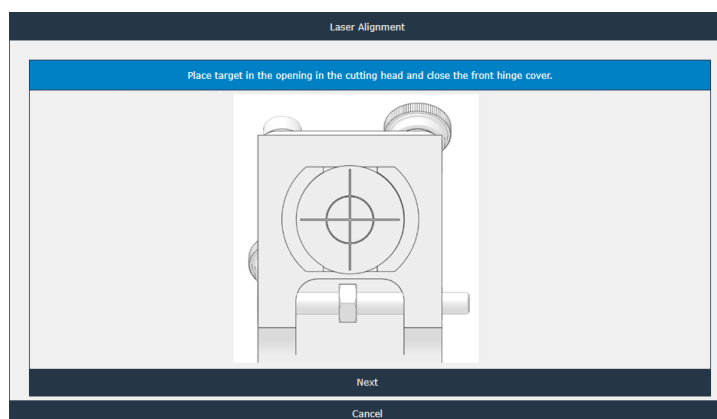 Laser Alignment
Place target in the opening in the cutting head and close the front hinge cover.
Next
Cancel